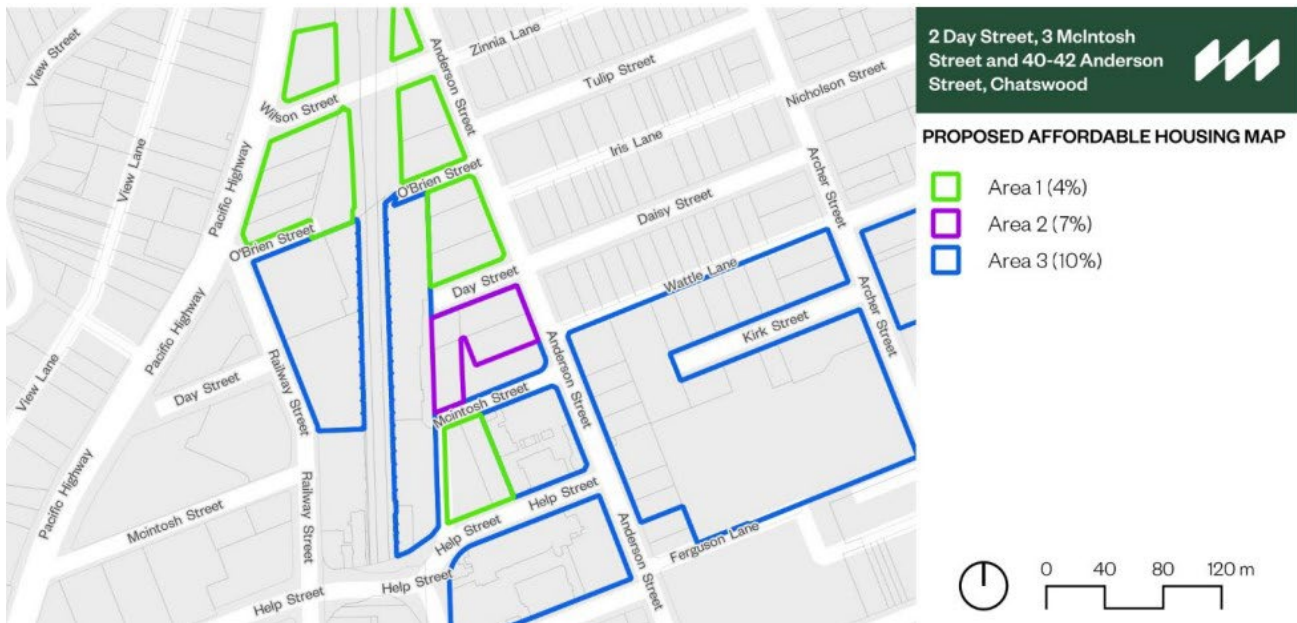 2 Day Street, 3 McIntosh
Street and 40-42 Anderson
Street, Chatswood
PROPOSED AFFORDABLE HOUSING MAP
Area 1 (4%)
Area 2 (7%)
Area 3 (10%)
0 40 80 120 m
View Street
Zinnia Lane
Anderson Street
Tulip Street
Nicholson Street
Wilson Street
View Lane
Pacific Highway
Iris Lane
O'Brien Street
Archer Street
Daisy Street
O'Brien Street
Wattle Lane
Day Street
Pacific Highway
Kirk Street
Archer Street
Anderson Street
View Lane
Day Street
Railway Street
Mcintosh Street
Pacific Highway
Railway Street
Help Street
Mcintosh Street
Help Street
Anderson Street
Ferguson Lane
Help Street
Help Street